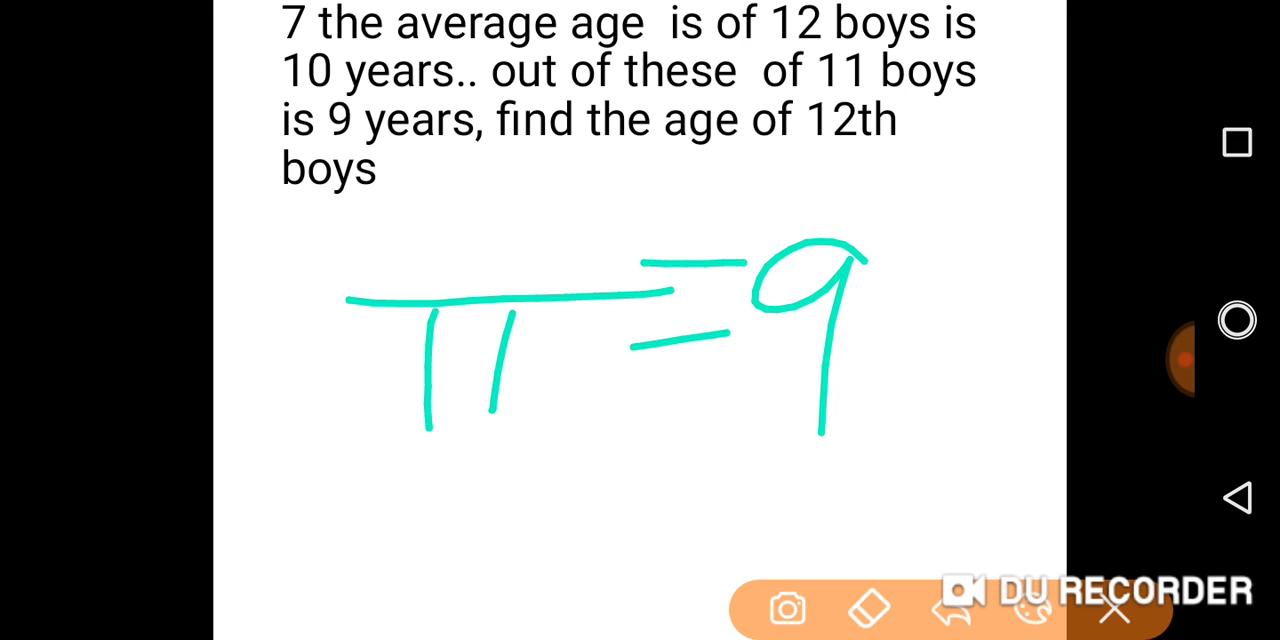 7 the average age is of 12 boys is
10 years.. out of these of 11 boys
is 9 years, find the age of 12th
boys
= 9
11
DU RECORDER